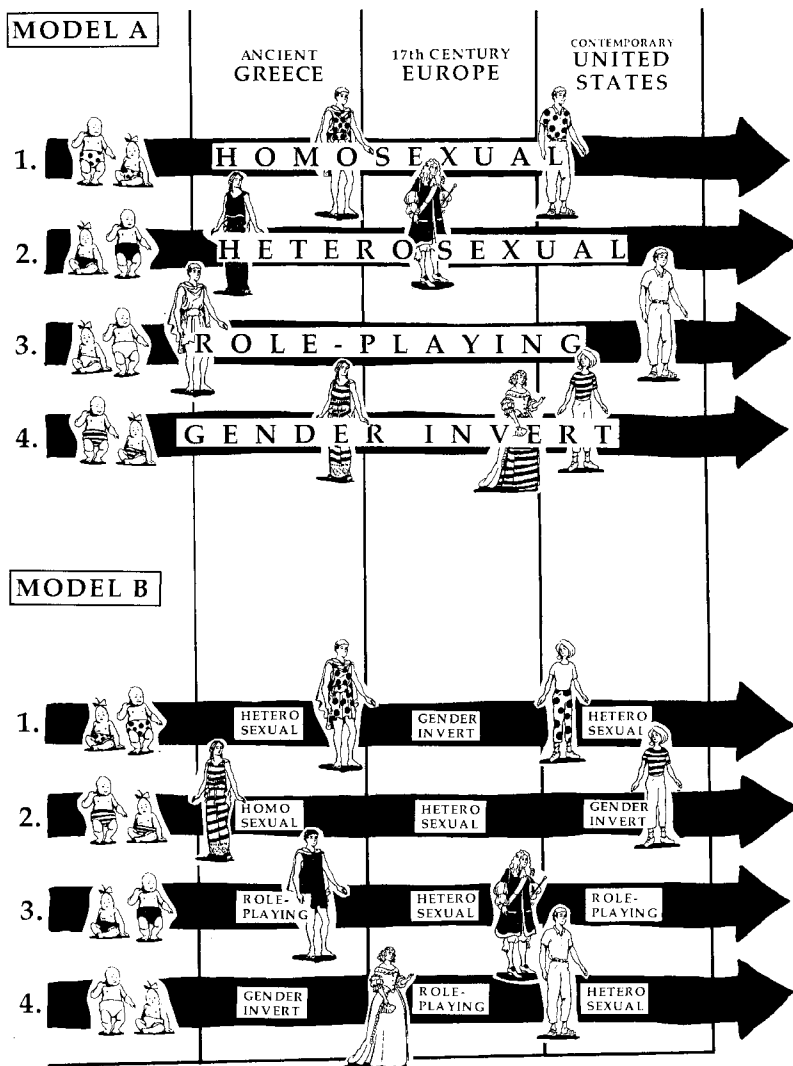 MODEL A
ANCIENT
GREECE
17th CENTURY
EUROPE
CONTEMPORARY
UNITED
STATES
1.
HOMOSEXUAL
2.
HETEROSEXUAL
3.
ROLE-PLAYING
4.
GENDER INVERT
MODEL B
1.
HETERO
SEXUAL
GENDER
INVERT
HETERO
SEXUAL
2.
HOMO
SEXUAL
HETERO
SEXUAL
GENDER
INVERT
3.
ROLE-
PLAYING
HETERO
SEXUAL
ROLE-
PLAYING
4.
GENDER
INVERT
ROLE-
PLAYING
HETERO
SEXUAL